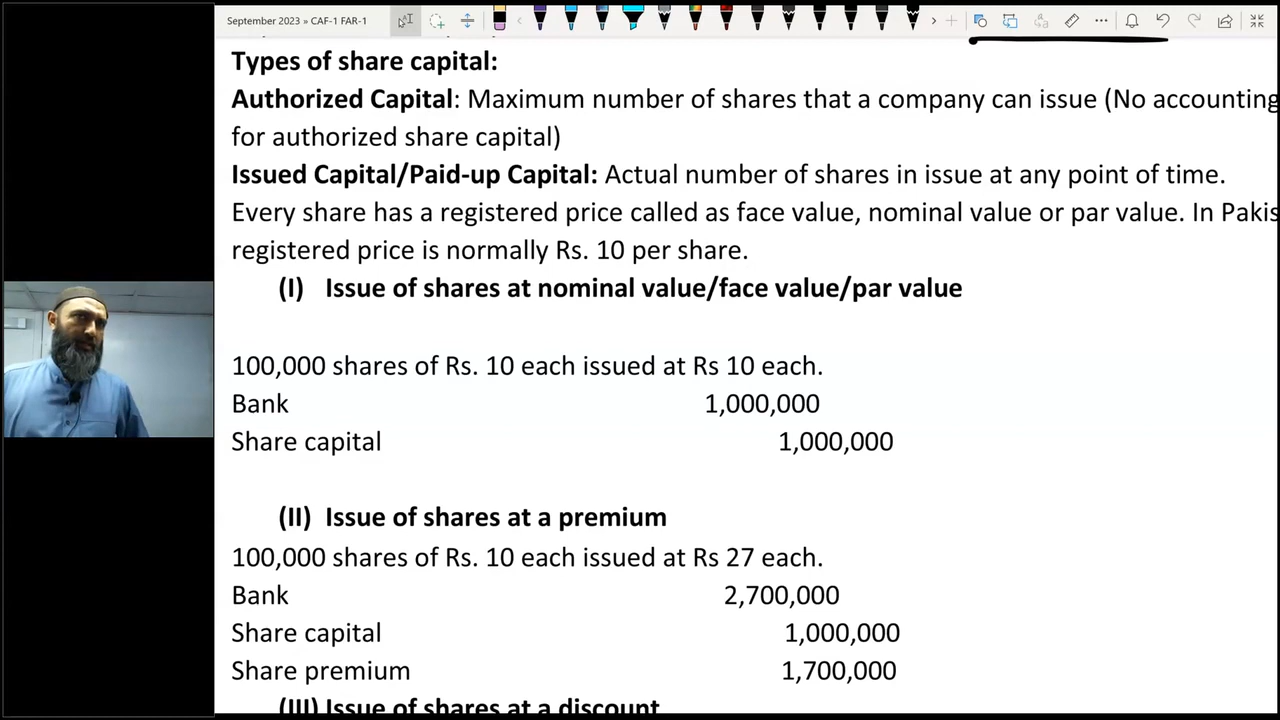 September 2023 » CAF-1 FAR-1
Types of share capital:
Authorized Capital: Maximum number of shares that a company can issue (No accounting
for authorized share capital)
Issued Capital/Paid-up Capital: Actual number of shares in issue at any point of time.
Every share has a registered price called as face value, nominal value or par value. In Pakis
registered price is normally Rs. 10 per share.
(I) Issue of shares at nominal value/face value/par value
100,000 shares of Rs. 10 each issued at Rs 10 each.
Bank 1,000,000
Share capital 1,000,000
(II) Issue of shares at a premium
100,000 shares of Rs. 10 each issued at Rs 27 each.
Bank 2,700,000
Share capital 1,000,000
Share premium 1,700,000
(III) Issue of shares at a discount